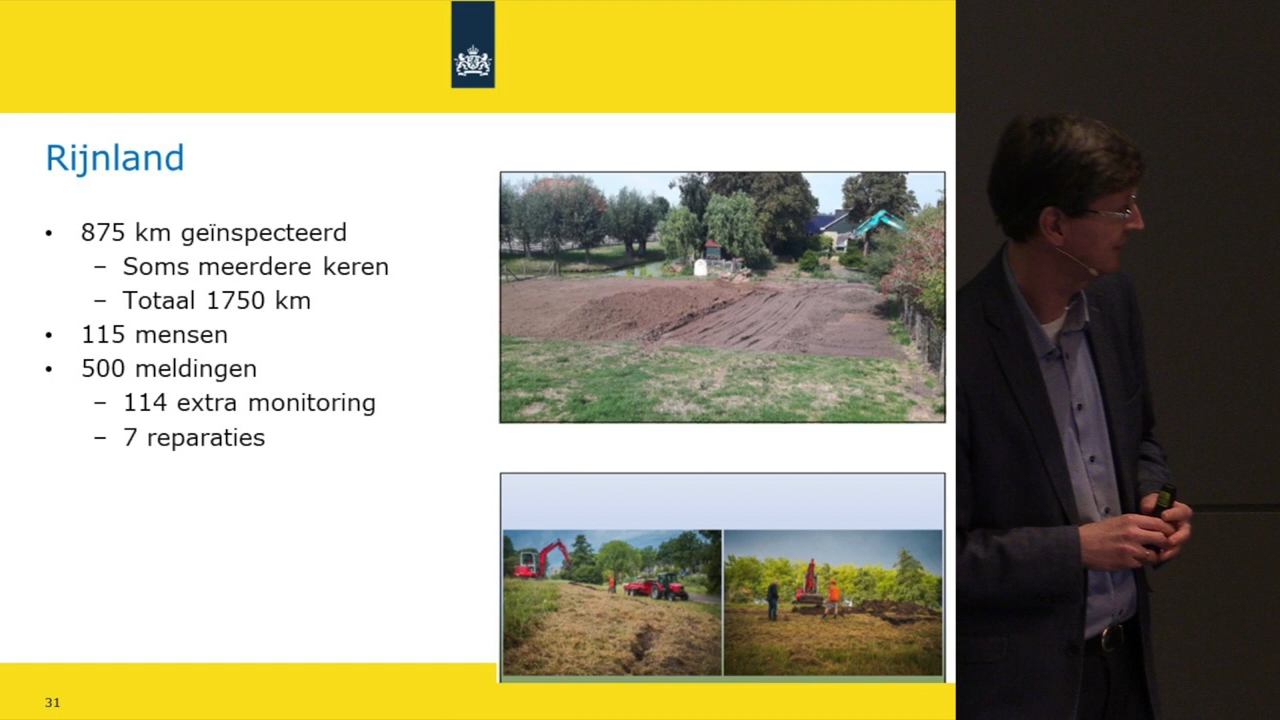 Rijnland
• 875 km geïnspecteerd
– Soms meerdere keren
– Totaal 1750 km
• 115 mensen
• 500 meldingen
– 114 extra monitoring
– 7 reparaties
31